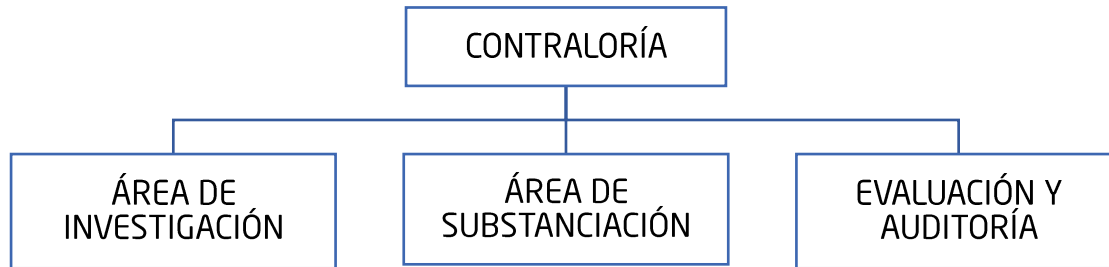 CONTRALORÍA
ÁREA DE
INVESTIGACIÓN
ÁREA DE
SUBSTANCIACIÓN
EVALUACIÓN Y
AUDITORÍA